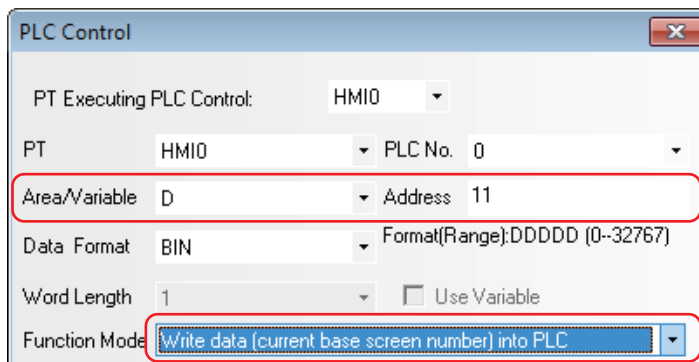 PLC Control
PT Executing PLC Control: HMI0
PT HMI0 PLC No. 0
Area/Variable D Address 11
Data Format BIN Format(Range):DDDDD (0--32767)
Word Length 1 Use Variable
Function Mode Write data (current base screen number) into PLC